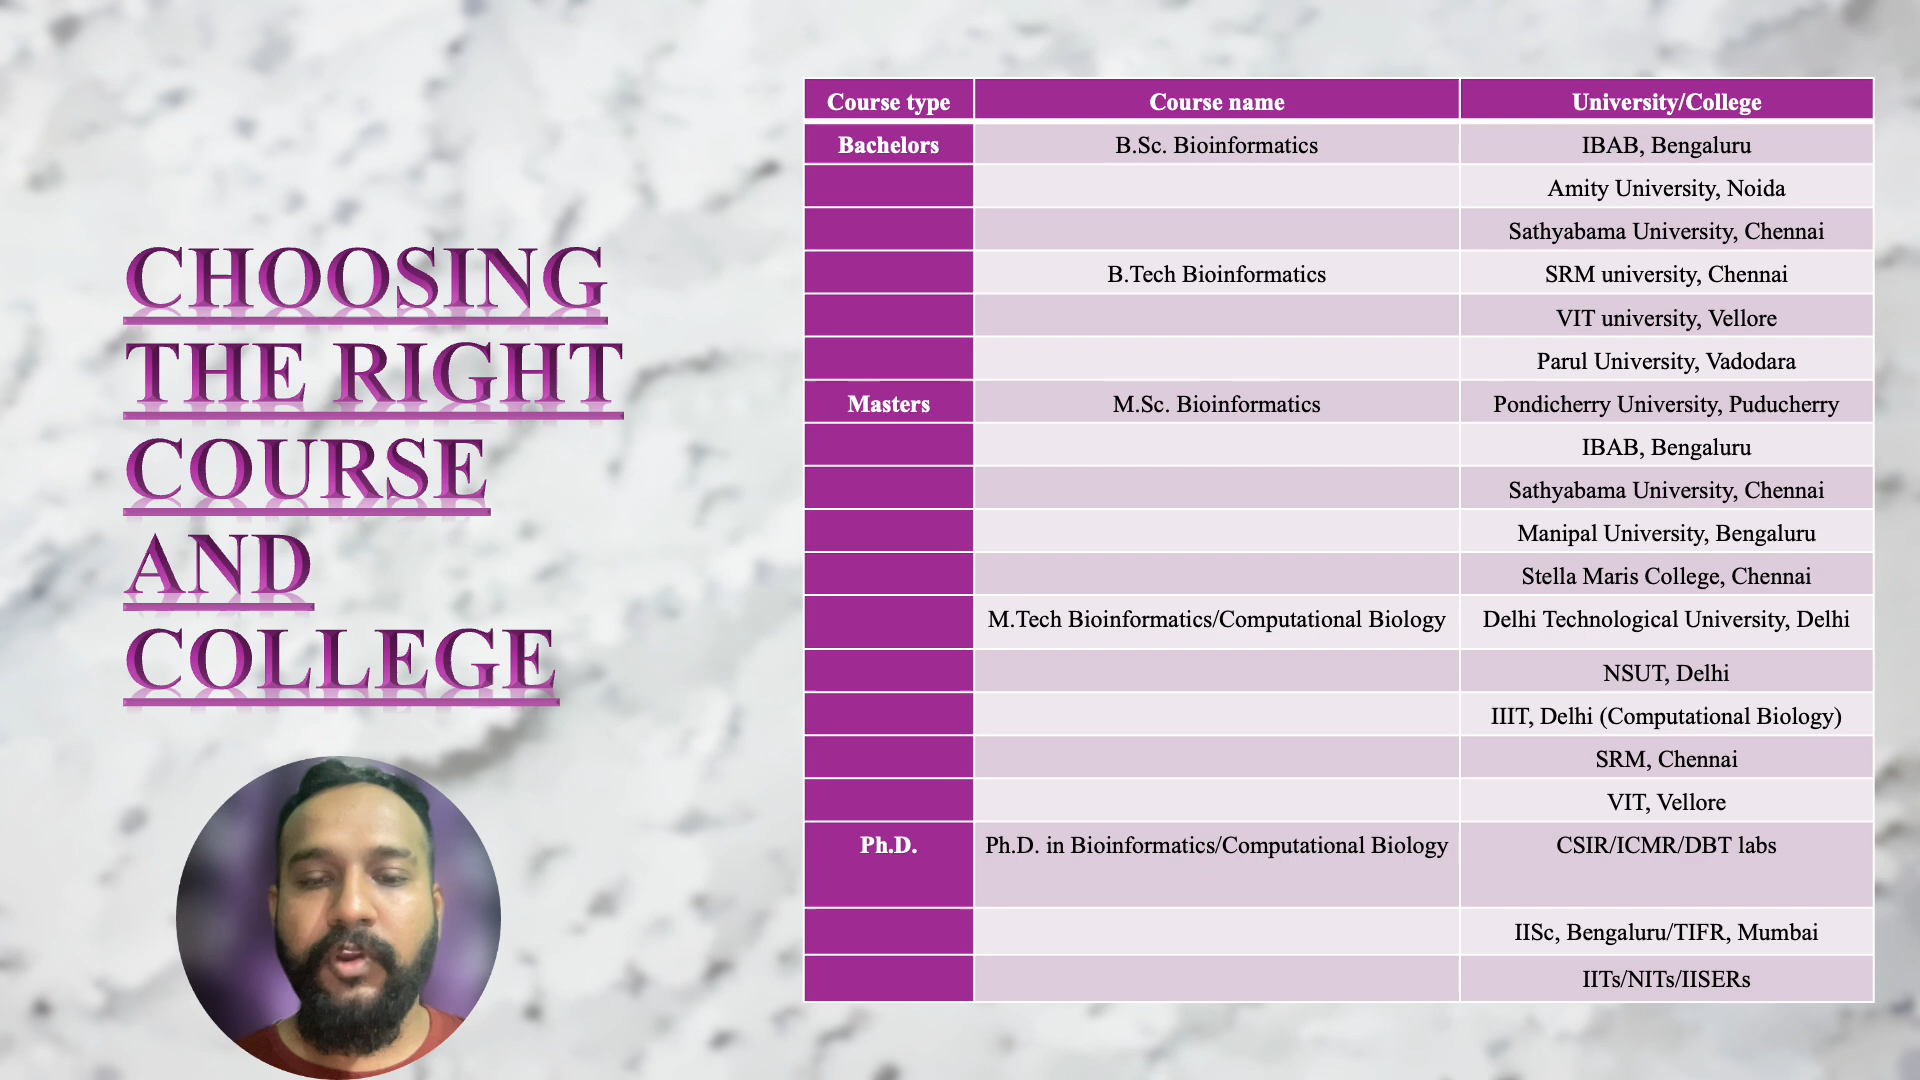 CHOOSING
THE RIGHT
COURSE
AND
COLLEGE
Course type Course name University/College
Bachelors B.Sc. Bioinformatics IBAB, Bengaluru
Amity University, Noida
Sathyabama University, Chennai
B.Tech Bioinformatics SRM university, Chennai
VIT university, Vellore
Parul University, Vadodara
Masters M.Sc. Bioinformatics Pondicherry University, Puducherry
IBAB, Bengaluru
Sathyabama University, Chennai
Manipal University, Bengaluru
Stella Maris College, Chennai
M.Tech Bioinformatics/Computational Biology Delhi Technological University, Delhi
NSUT, Delhi
IIIT, Delhi (Computational Biology)
SRM, Chennai
VIT, Vellore
Ph.D. Ph.D. in Bioinformatics/Computational Biology CSIR/ICMR/DBT labs
IISc, Bengaluru/TIFR, Mumbai
IITs/NITs/IISERs